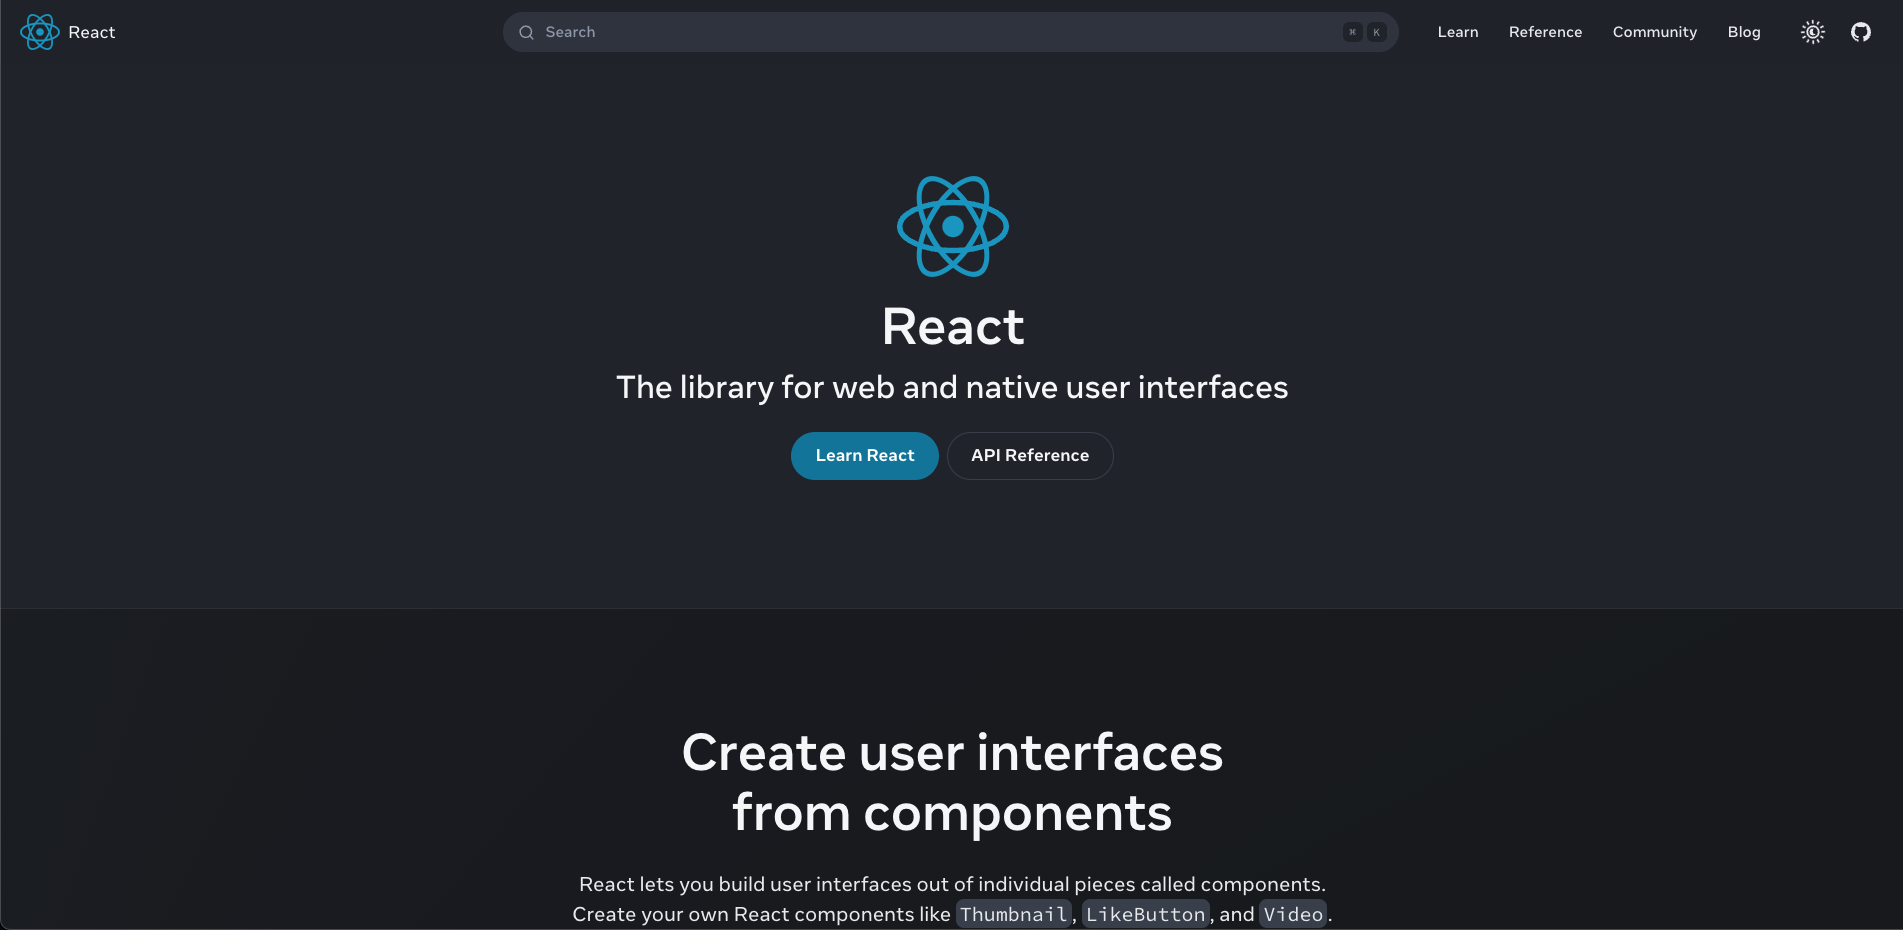 React
Search
⌘ K
Learn
Reference
Community
Blog
React
The library for web and native user interfaces
Learn React
API Reference
Create user interfaces
from components
React lets you build user interfaces out of individual pieces called components.
Create your own React components like Thumbnail, LikeButton, and Video.